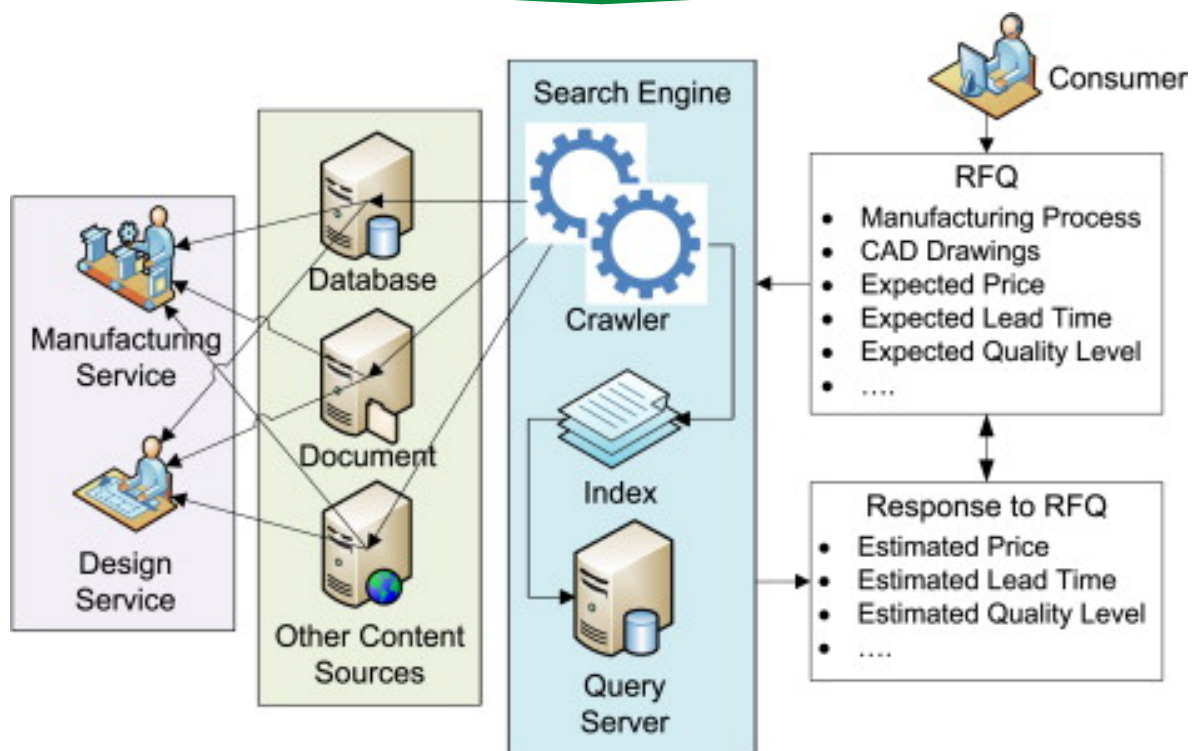 Manufacturing
Service
Design
Service
Database
Document
Other Content
Sources
Search Engine
Crawler
Index
Query
Server
Consumer
RFQ
• Manufacturing Process
• CAD Drawings
• Expected Price
• Expected Lead Time
• Expected Quality Level
• ....
Response to RFQ
• Estimated Price
• Estimated Lead Time
• Estimated Quality Level
• ....